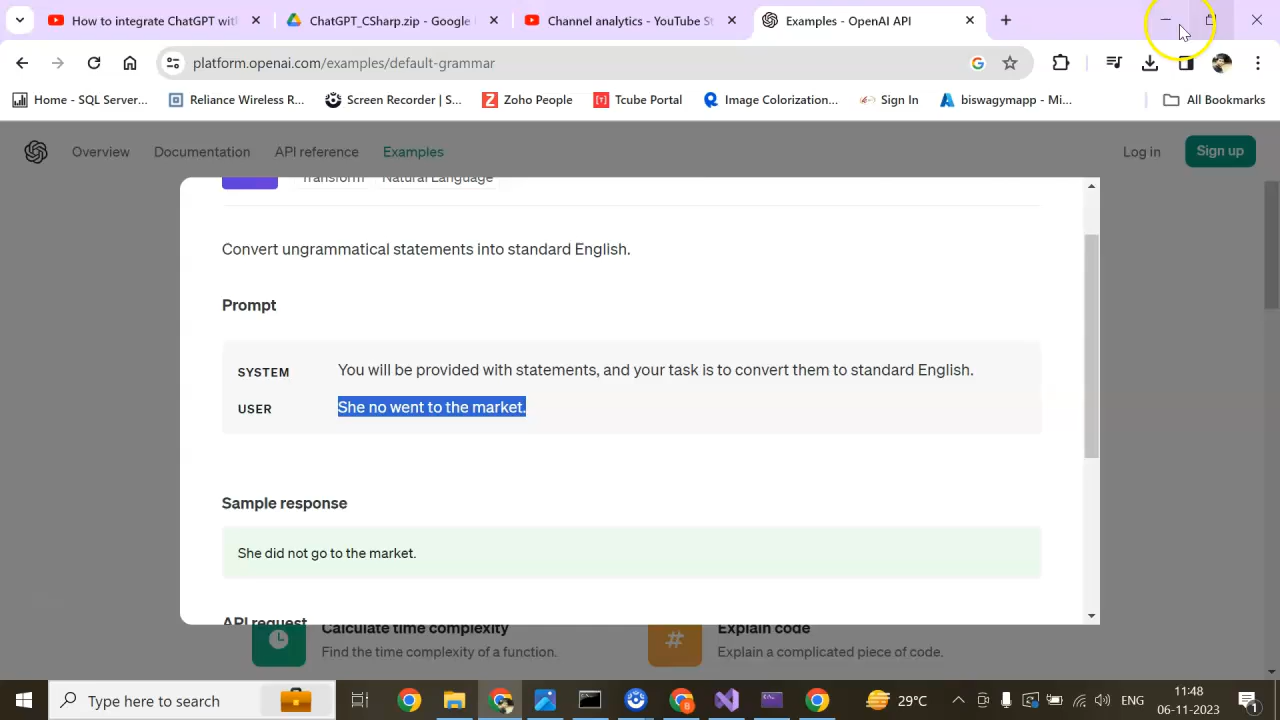 How to integrate ChatGPT with
ChatGPT_CSharp.zip - Google
Channel analytics - YouTube St
Examples - OpenAI API
platform.openai.com/examples/default-grammar
Home - SQL Server...
Reliance Wireless R...
Screen Recorder | S...
Zoho People
Tcube Portal
Image Colorization...
Sign In
biswagymapp - Mi...
All Bookmarks
Overview
Documentation
API reference
Examples
Log in
Sign up
Transform
Natural Language
Convert ungrammatical statements into standard English.
Prompt
SYSTEM
You will be provided with statements, and your task is to convert them to standard English.
USER
She no went to the market.
Sample response
She did not go to the market.
API request
Calculate time complexity
Find the time complexity of a function.
Explain code
Explain a complicated piece of code.
Type here to search
29°C
ENG
11:48
06-11-2023